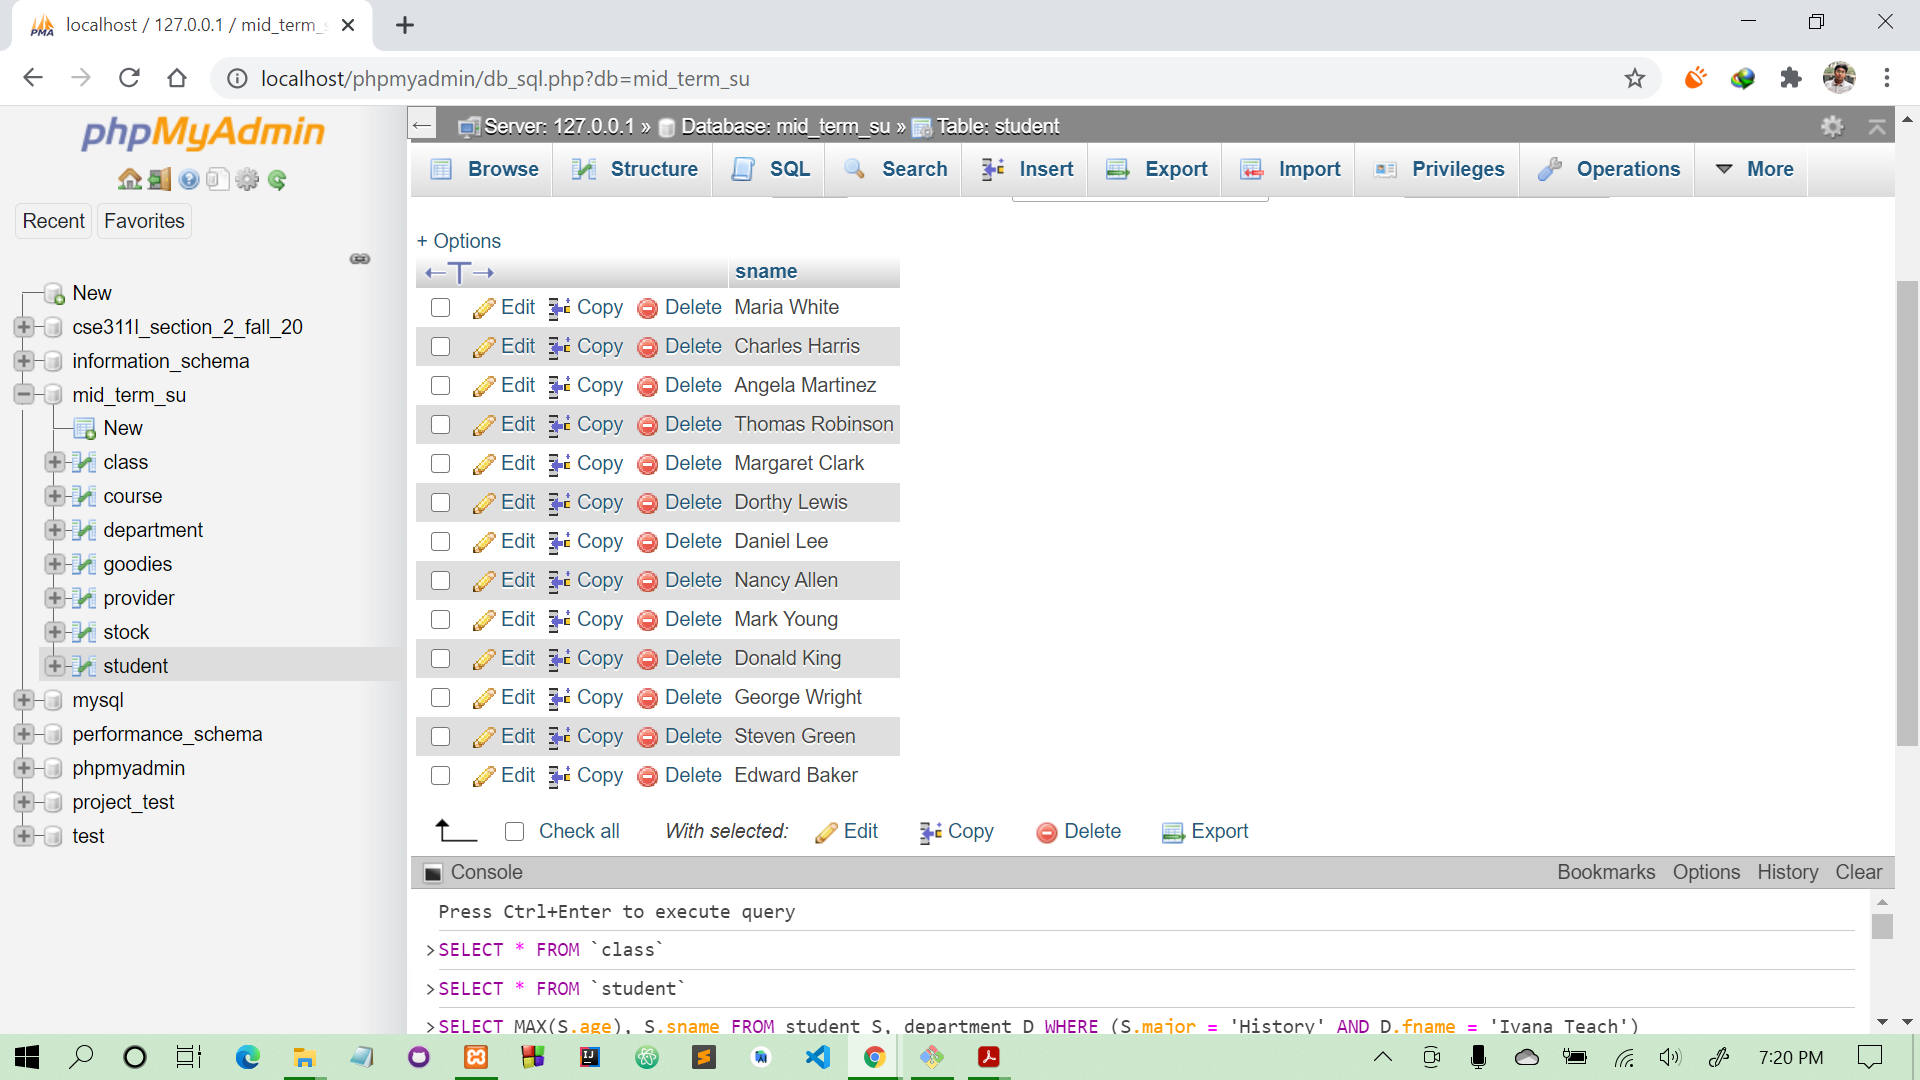 localhost / 127.0.0.1 / mid_term_s
localhost/phpmyadmin/db_sql.php?db=mid_term_su
phpMyAdmin
Recent Favorites
New
cse311l_section_2_fall_20
information_schema
mid_term_su
New
class
course
department
goodies
provider
stock
student
mysql
performance_schema
phpmyadmin
project_test
test
Server: 127.0.0.1 » Database: mid_term_su » Table: student
Browse Structure SQL Search Insert Export Import Privileges Operations More
+ Options
←T→ sname
Edit Copy Delete Maria White
Edit Copy Delete Charles Harris
Edit Copy Delete Angela Martinez
Edit Copy Delete Thomas Robinson
Edit Copy Delete Margaret Clark
Edit Copy Delete Dorthy Lewis
Edit Copy Delete Daniel Lee
Edit Copy Delete Nancy Allen
Edit Copy Delete Mark Young
Edit Copy Delete Donald King
Edit Copy Delete George Wright
Edit Copy Delete Steven Green
Edit Copy Delete Edward Baker
Check all With selected: Edit Copy Delete Export
Console Bookmarks Options History Clear
Press Ctrl+Enter to execute query
>SELECT * FROM `class`
>SELECT * FROM `student`
>SELECT MAX(S.age), S.sname FROM student S, department D WHERE (S.major = 'History' AND D.fname = 'Ivana Teach')
7:20 PM